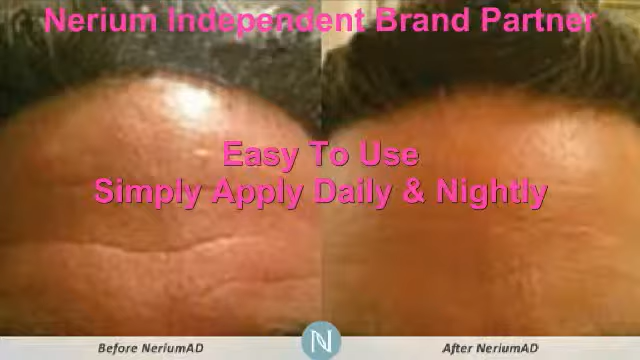 Nerium Independent Brand Partner
Easy To Use
Simply Apply Daily & Nightly
Before NeriumAD
N
After NeriumAD